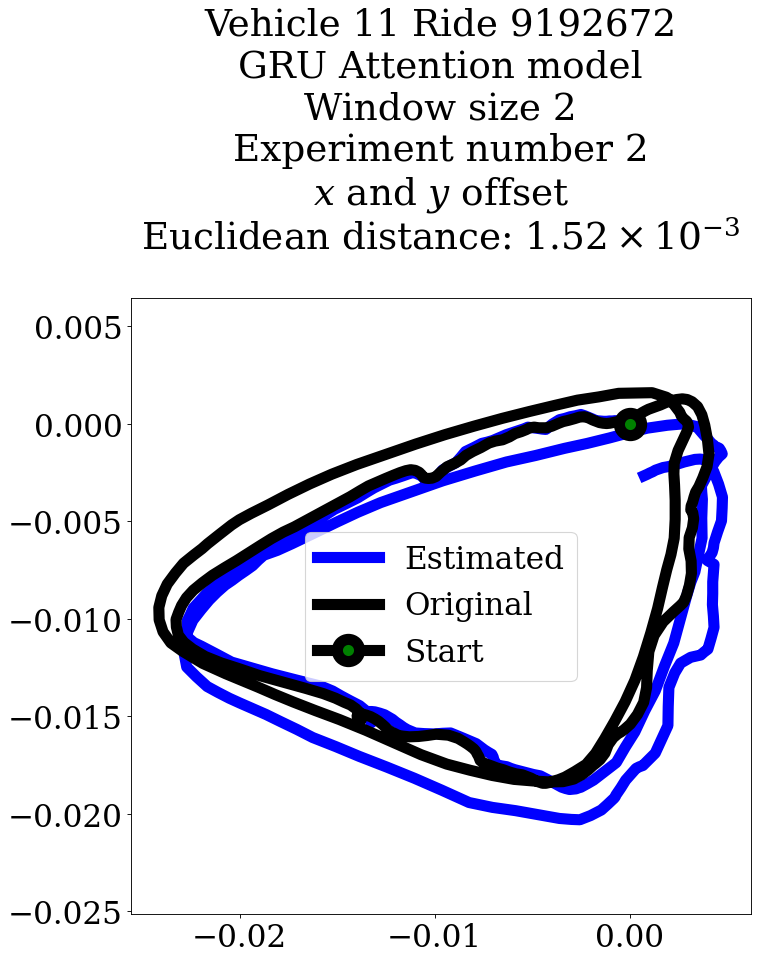 Vehicle 11 Ride 9192672
GRU Attention model
Window size 2
Experiment number 2
x and y offset
Euclidean distance: 1.52 × 10⁻³
0.005
0.000
−0.005
−0.010
−0.015
−0.020
−0.025
Estimated
Original
Start
−0.02
−0.01
0.00